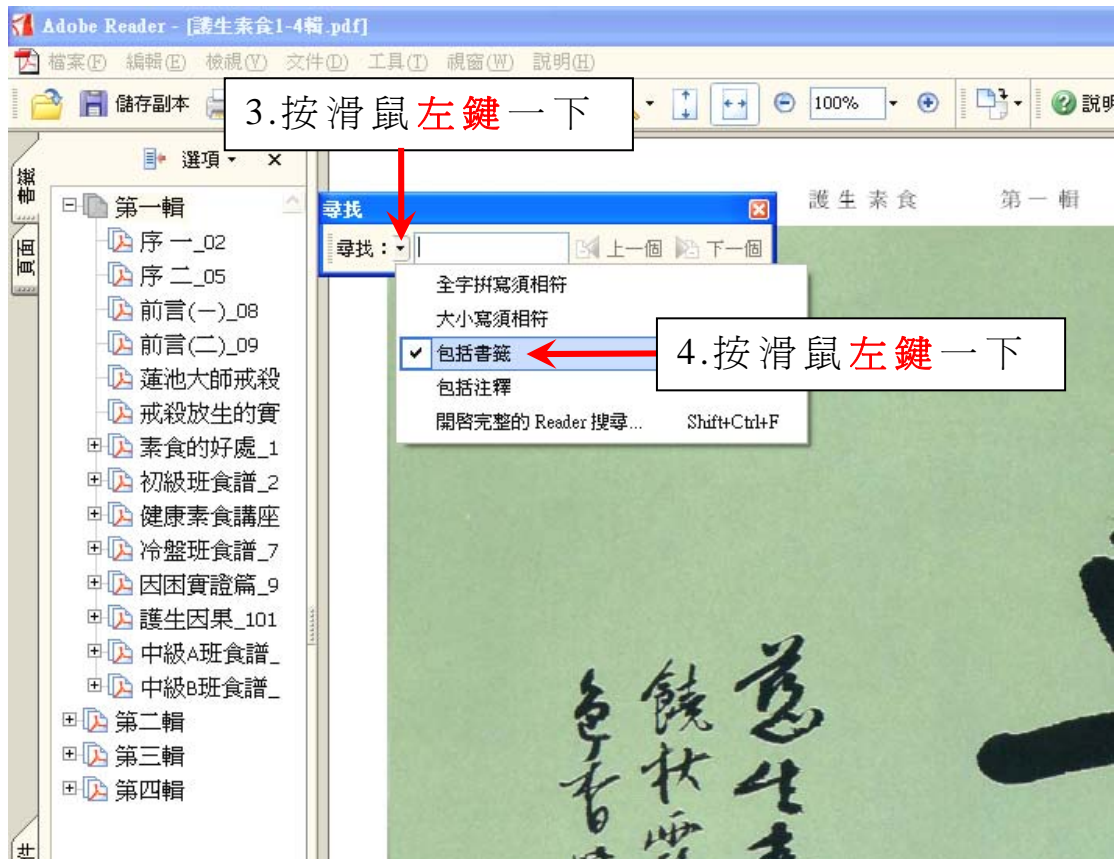 Adobe Reader - [護生素食1-4輯.pdf]
檔案(F) 編輯(E) 檢視(V) 文件(D) 工具(T) 視窗(W) 說明(H)
儲存副本
3.按滑鼠左鍵一下
100%
說明
選項
書籤
頁面
第一輯
序 一_02
序 二_05
前言(一)_08
前言(二)_09
蓮池大師戒殺
戒殺放生的實
素食的好處_1
初級班食譜_2
健康素食講座
冷盤班食譜_7
因困實證篇_9
護生因果_101
中級A班食譜_
中級B班食譜_
第二輯
第三輯
第四輯
件
護生素食 第一輯
尋找
尋找：
上一個
下一個
全字拼寫須相符
大小寫須相符
包括書籤
4.按滑鼠左鍵一下
包括注釋
開啓完整的 Reader 搜尋... Shift+Ctrl+F
慈生素
饒狀
色香